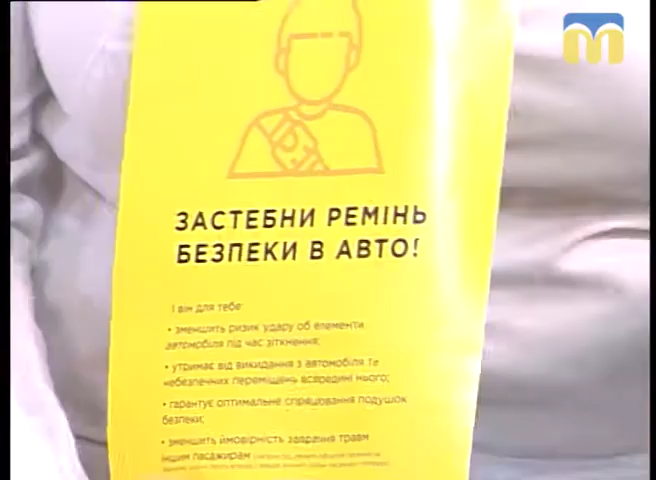 ЗАСТЕБНИ РЕМІНЬ
БЕЗПЕКИ В АВТО!
І він для тебе:
• зменшить ризик удару об елементи
автомобіля під час зіткнення;
• утримає від викидання з автомобіля та
небезпечних переміщень всередині нього;
• гарантує оптимальне спрацювання подушок
безпеки;
• зменшить ймовірність завдання травм
іншим пасажирам